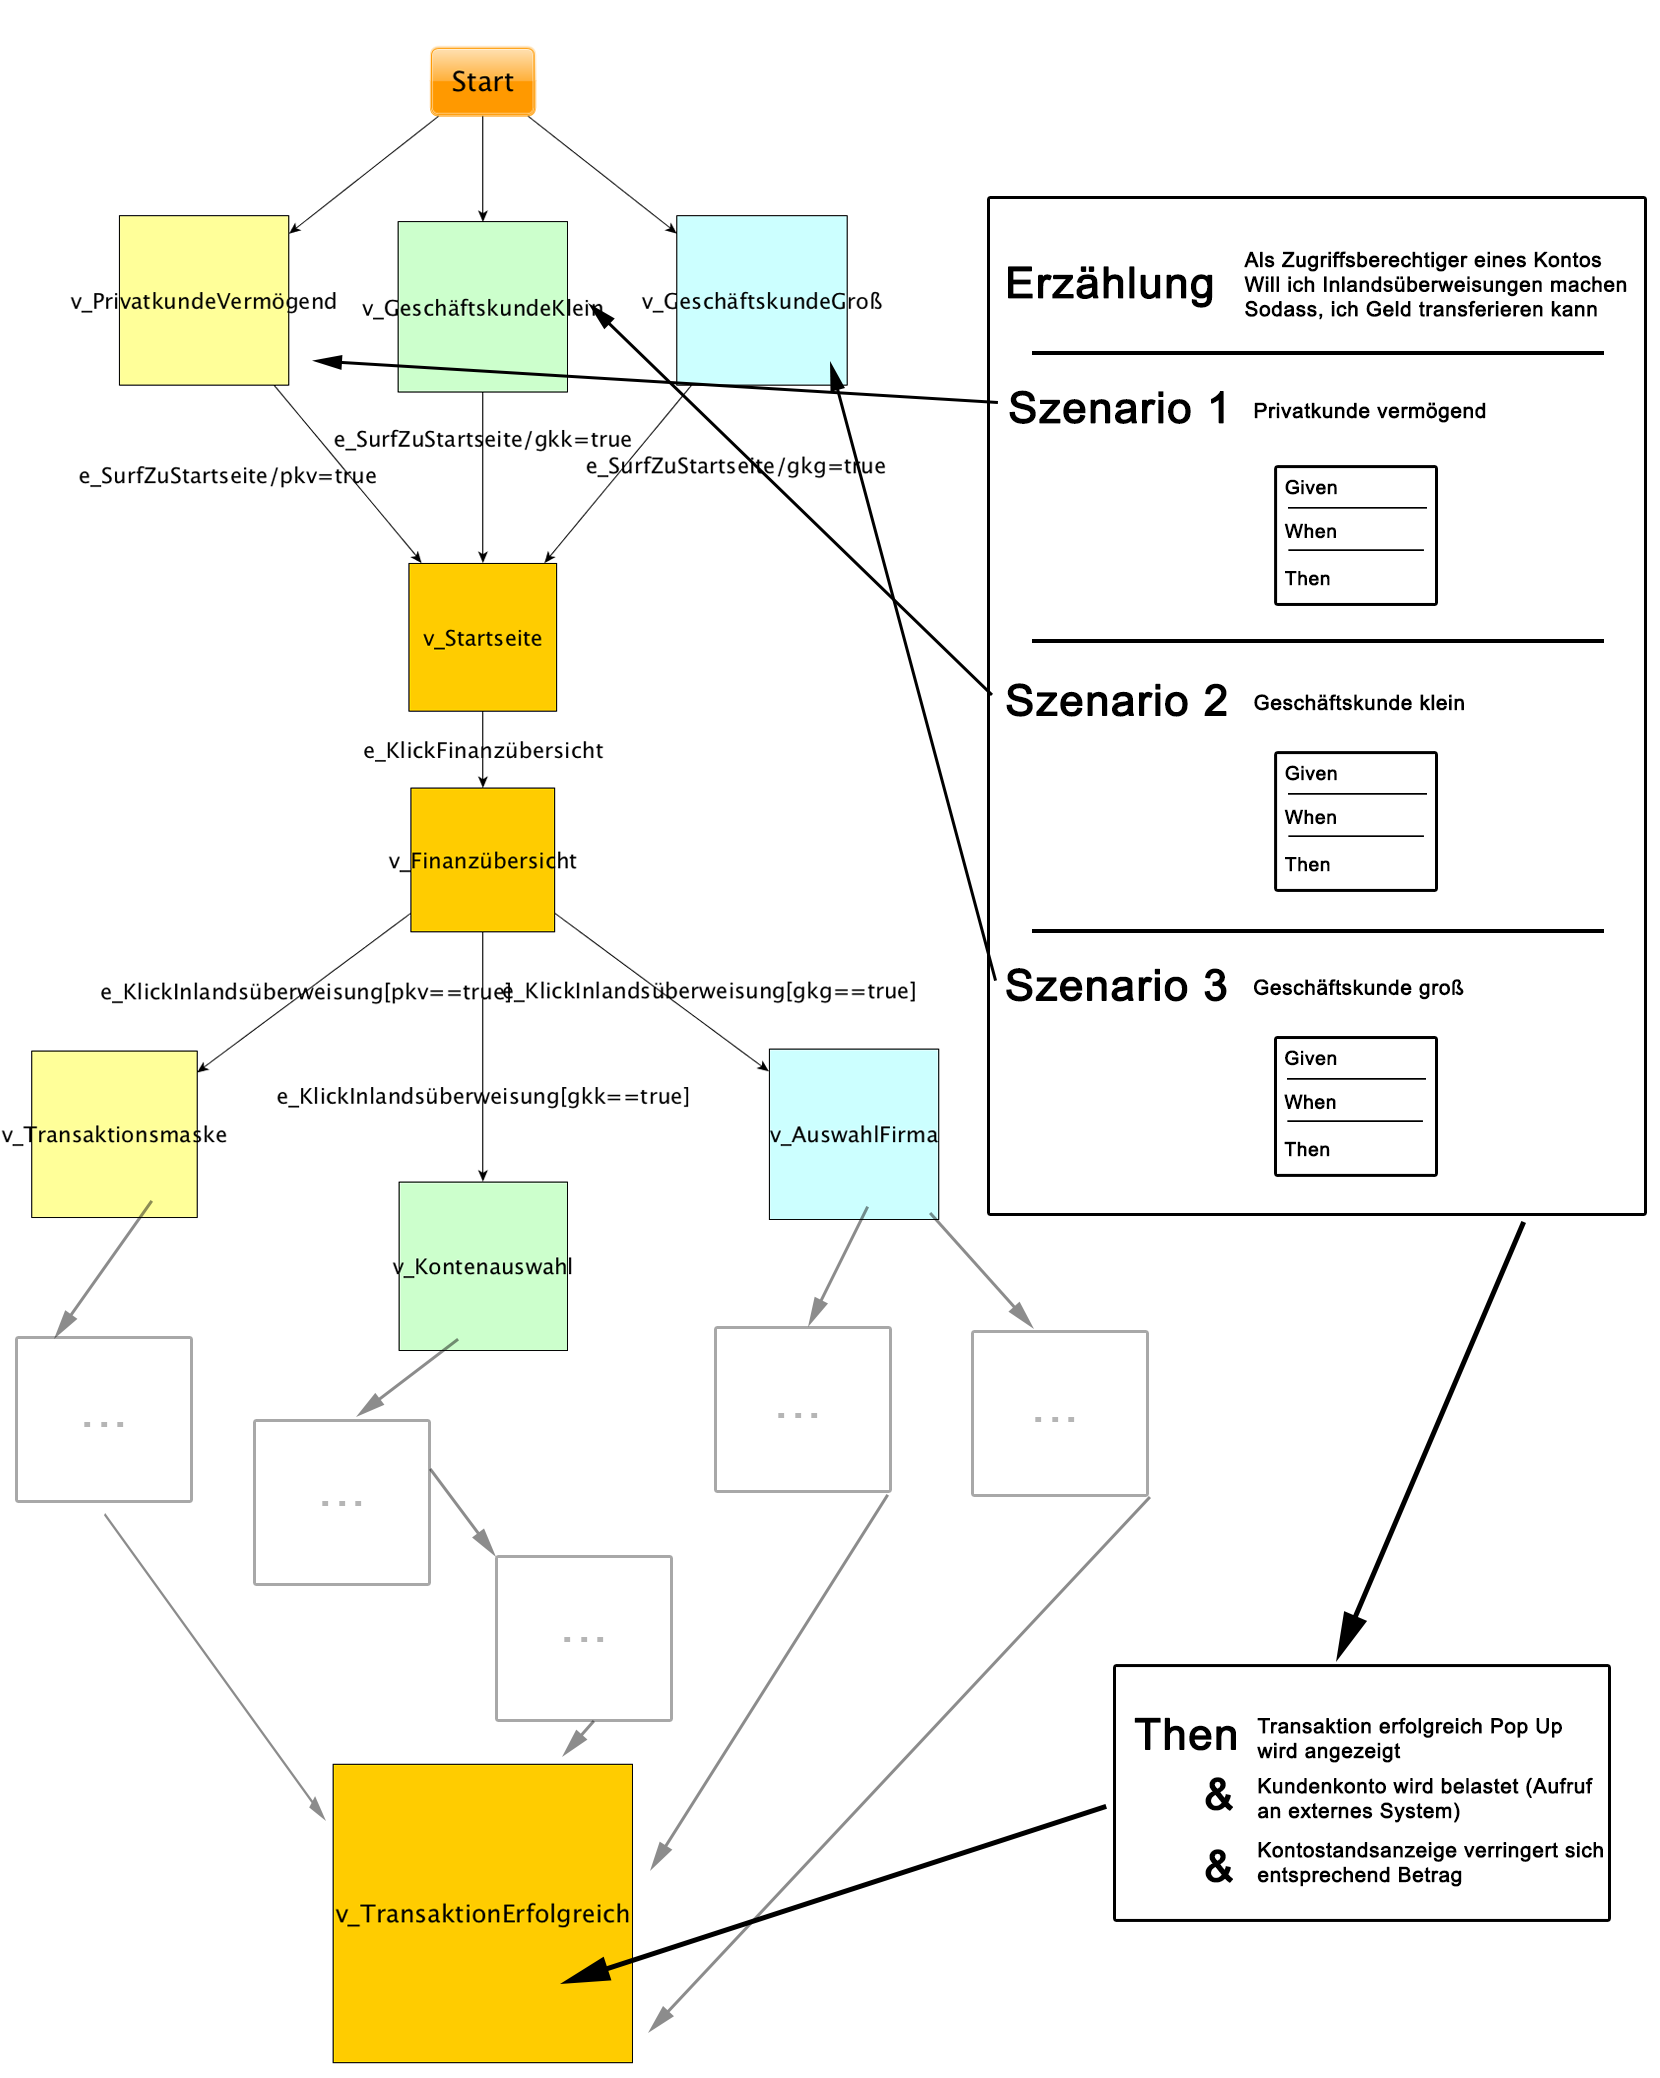 Start
v_PrivatkundeVermögend
v_GeschäftskundeKlein
v_GeschäftskundeGroß
e_SurfZuStartseite/pkv=true
e_SurfZuStartseite/gkk=true
e_SurfZuStartseite/gkg=true
v_Startseite
e_KlickFinanzübersicht
v_Finanzübersicht
e_KlickInlandsüberweisung[pkv==true]
e_KlickInlandsüberweisung[gkg==true]
e_KlickInlandsüberweisung[gkk==true]
v_Transaktionsmaske
v_AuswahlFirma
v_Kontenauswahl
...
...
...
...
...
v_TransaktionErfolgreich
Erzählung
Als Zugriffsberechtiger eines Kontos
Will ich Inlandsüberweisungen machen
Sodass, ich Geld transferieren kann
Szenario 1 Privatkunde vermögend
Given
When
Then
Szenario 2 Geschäftskunde klein
Given
When
Then
Szenario 3 Geschäftskunde groß
Given
When
Then
Then Transaktion erfolgreich Pop Up
wird angezeigt
& Kundenkonto wird belastet (Aufruf
an externes System)
& Kontostandsanzeige verringert sich
entsprechend Betrag